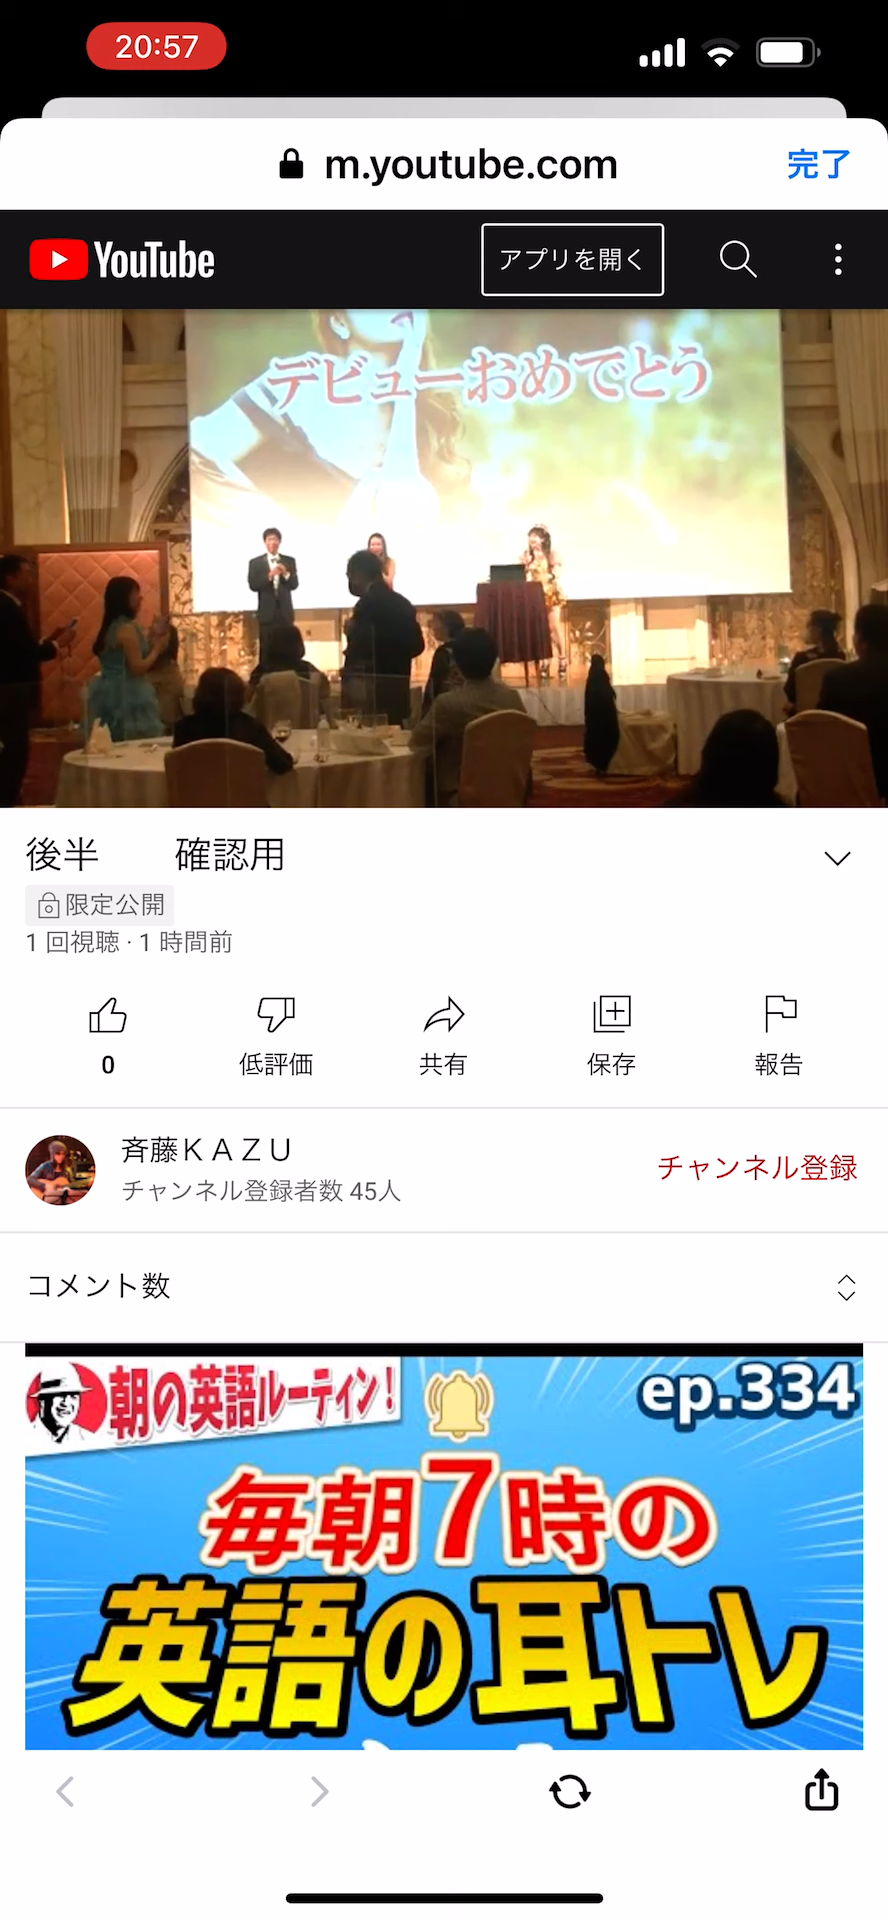 20:57
m.youtube.com
完了
YouTube
アプリを開く
デビューおめでとう
後半　　確認用
限定公開
1 回視聴 · 1 時間前
0
低評価
共有
保存
報告
斉藤ＫＡＺＵ
チャンネル登録者数 45人
チャンネル登録
コメント数
朝の英語ルーティン！
ep.334
毎朝7時の
英語の耳トレ